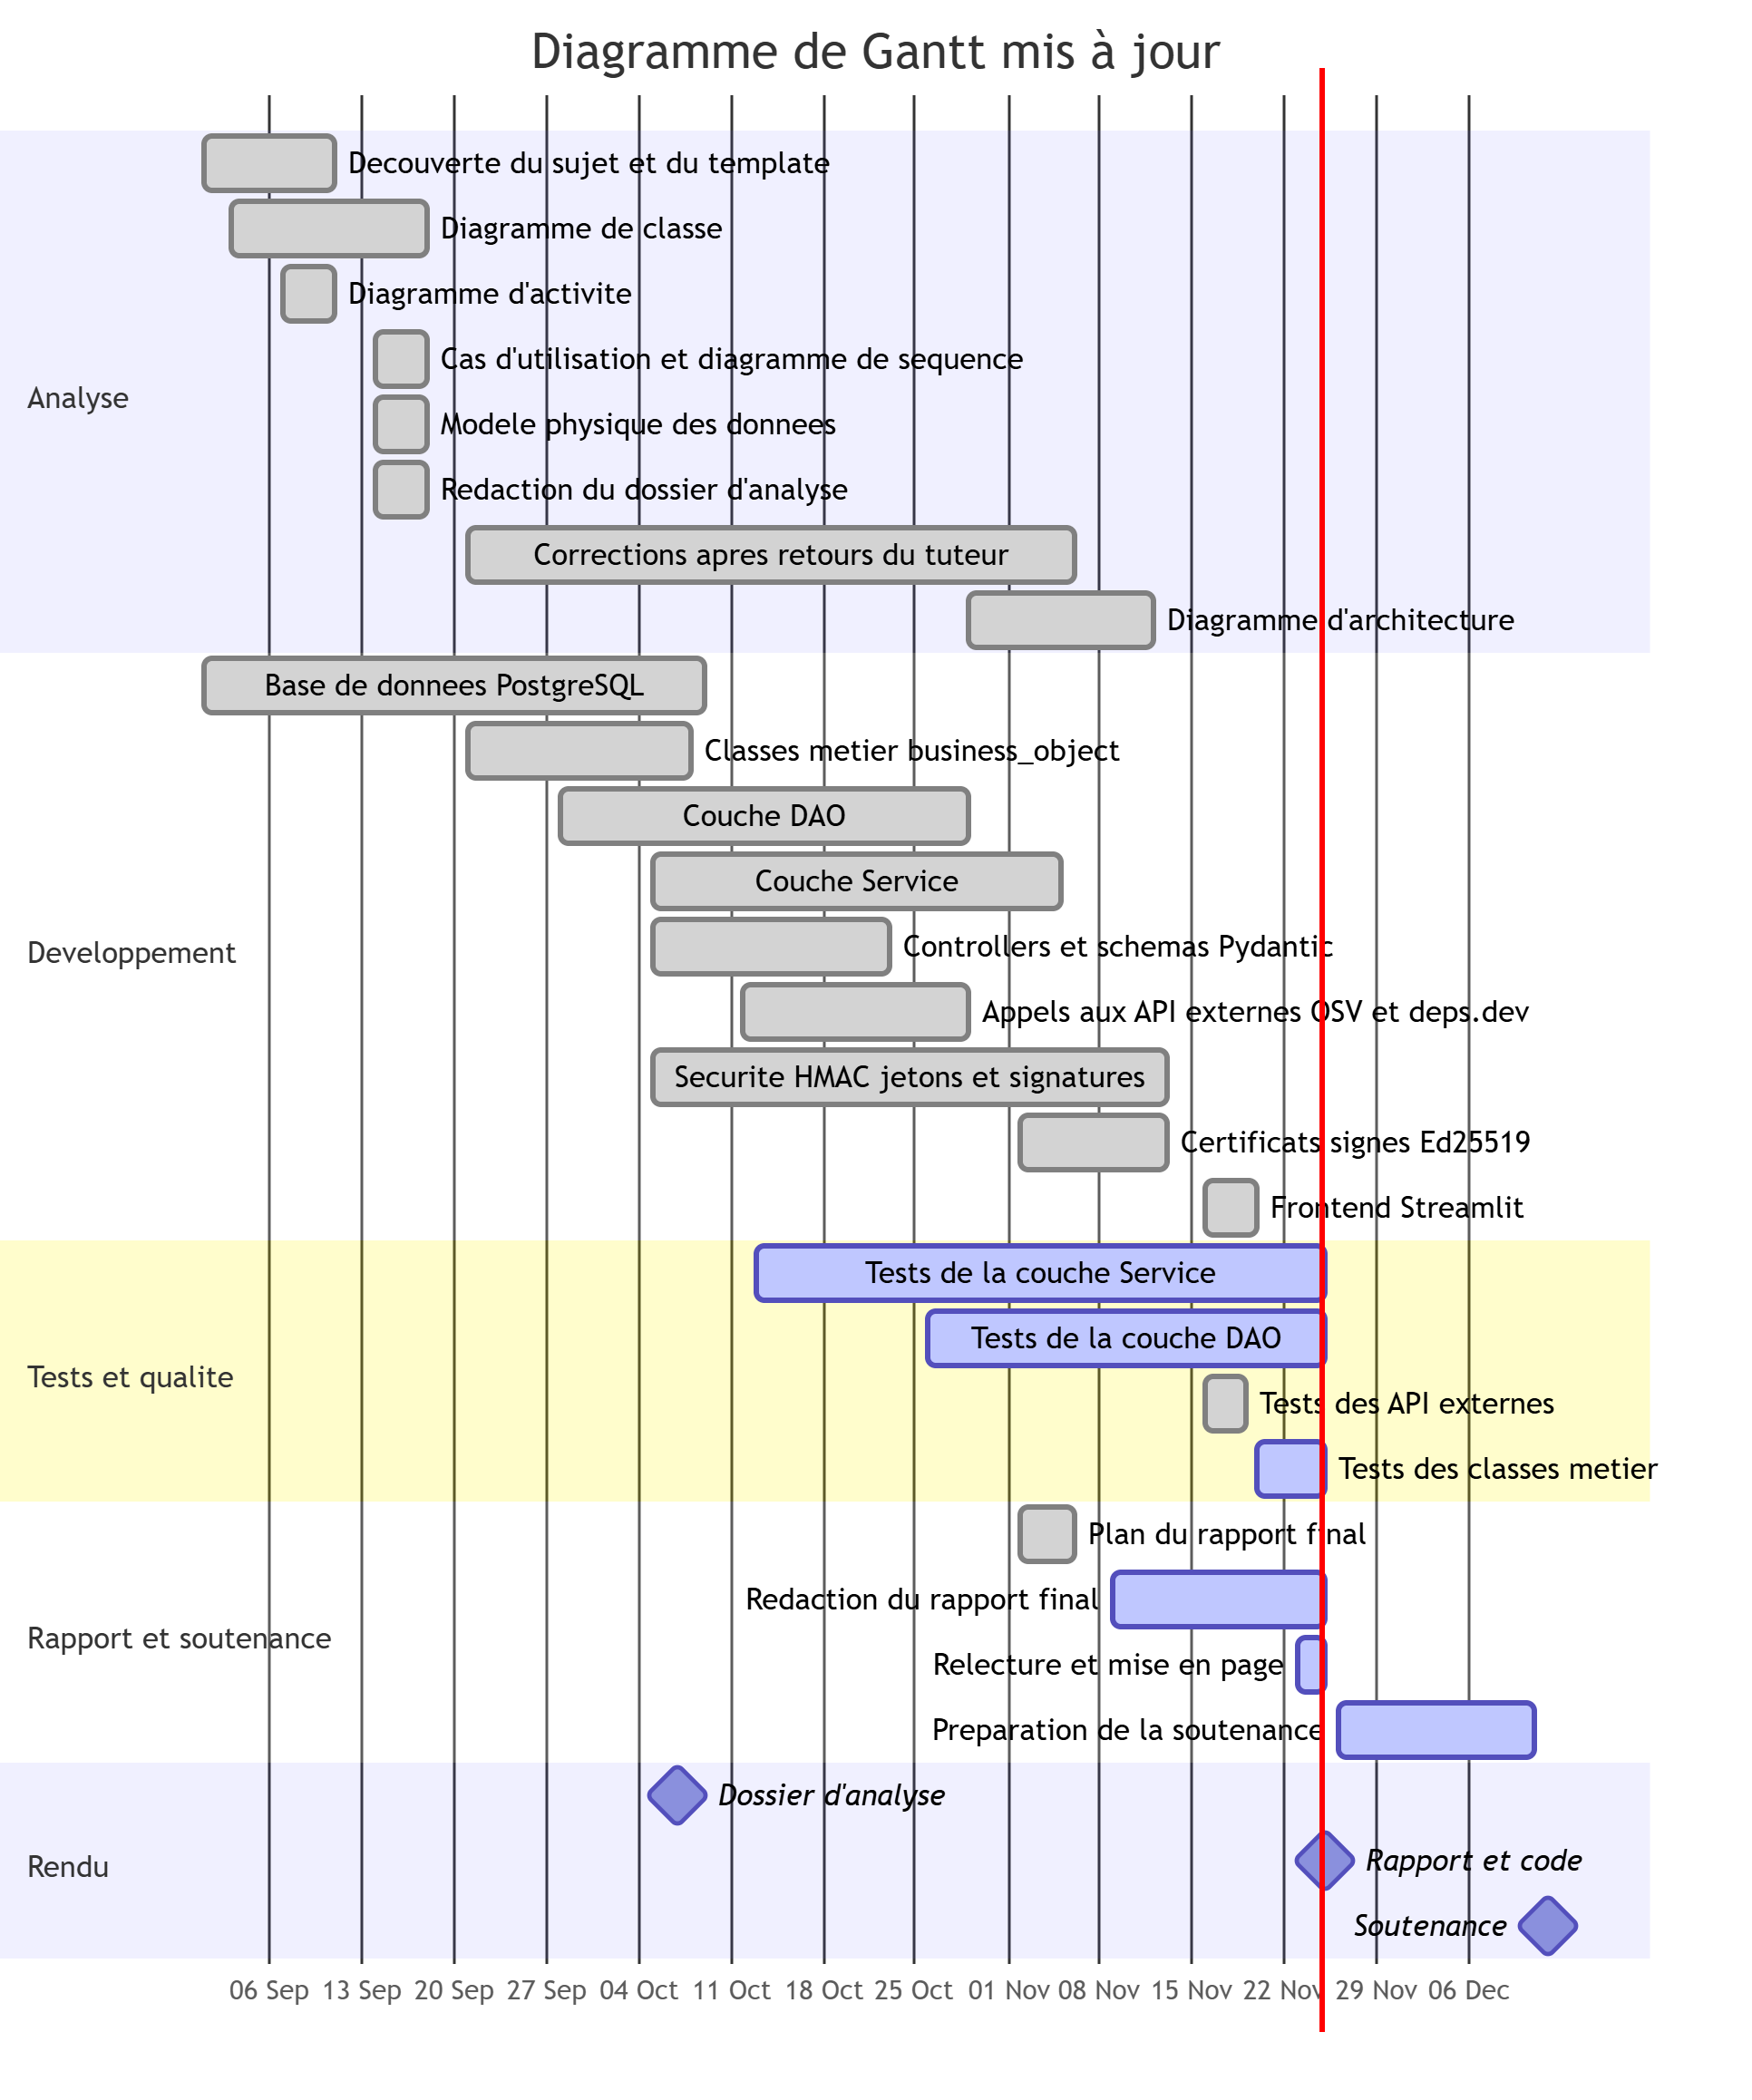 Diagramme de Gantt mis à jour
Analyse
Decouverte du sujet et du template
Diagramme de classe
Diagramme d'activite
Cas d'utilisation et diagramme de sequence
Modele physique des donnees
Redaction du dossier d'analyse
Corrections apres retours du tuteur
Diagramme d'architecture
Developpement
Base de donnees PostgreSQL
Classes metier business_object
Couche DAO
Couche Service
Controllers et schemas Pydantic
Appels aux API externes OSV et deps.dev
Securite HMAC jetons et signatures
Certificats signes Ed25519
Frontend Streamlit
Tests et qualite
Tests de la couche Service
Tests de la couche DAO
Tests des API externes
Tests des classes metier
Rapport et soutenance
Plan du rapport final
Redaction du rapport final
Relecture et mise en page
Preparation de la soutenance
Rendu
Dossier d'analyse
Rapport et code
Soutenance
06 Sep 13 Sep 20 Sep 27 Sep 04 Oct 11 Oct 18 Oct 25 Oct 01 Nov 08 Nov 15 Nov 22 Nov 29 Nov 06 Dec